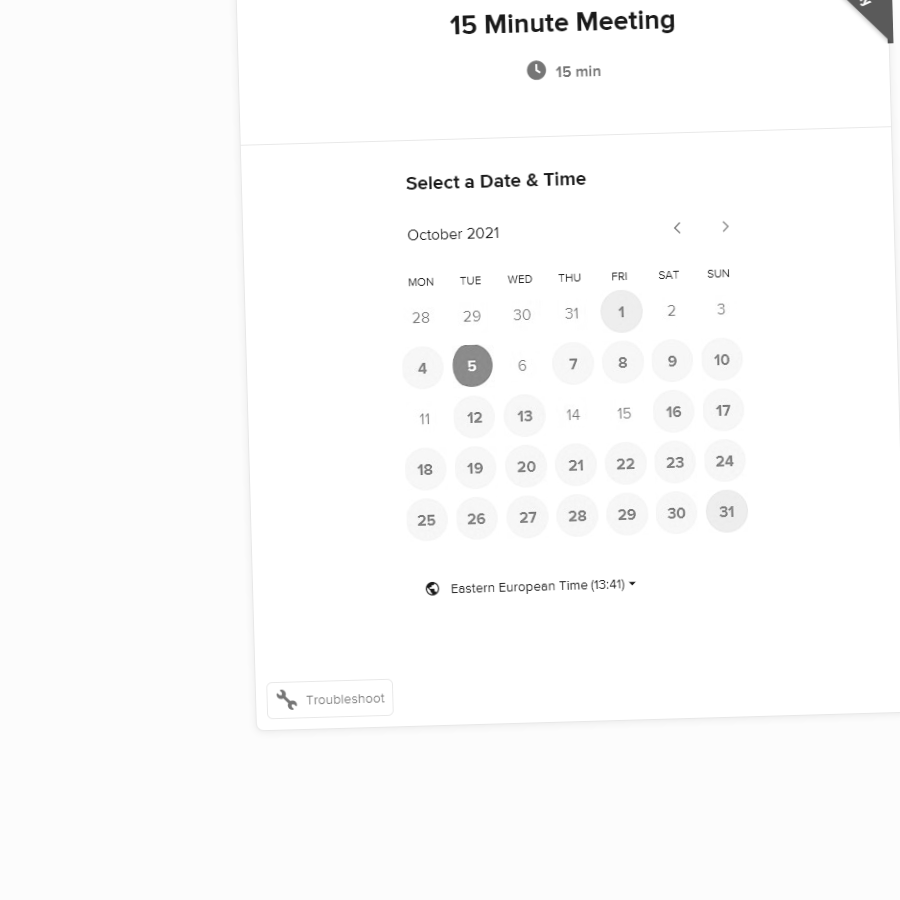 15 Minute Meeting
15 min
Select a Date & Time
October 2021
MON TUE WED THU FRI SAT SUN
28 29 30 31 1 2 3
4 5 6 7 8 9 10
11 12 13 14 15 16 17
18 19 20 21 22 23 24
25 26 27 28 29 30 31
Eastern European Time (13:41)
Troubleshoot